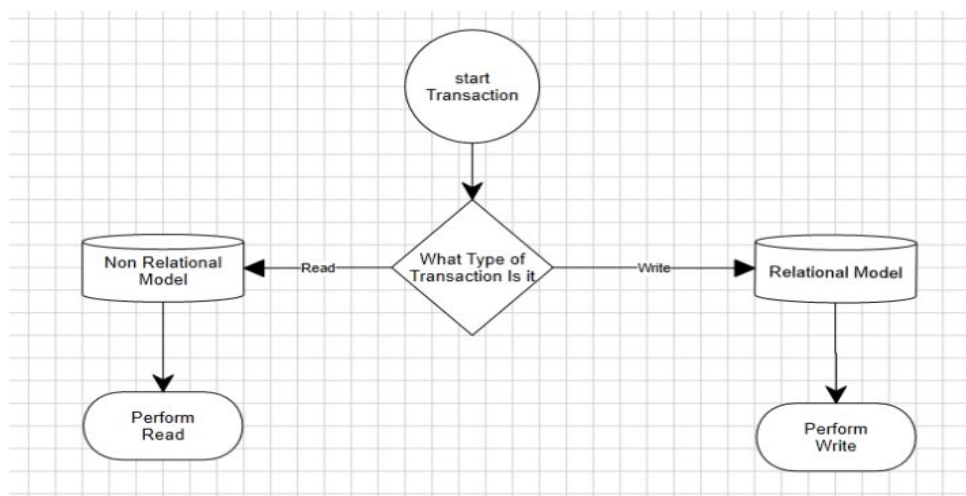 start
Transaction
What Type of
Transaction Is it
Non Relational
Model
Read
Write
Relational Model
Perform
Read
Perform
Write